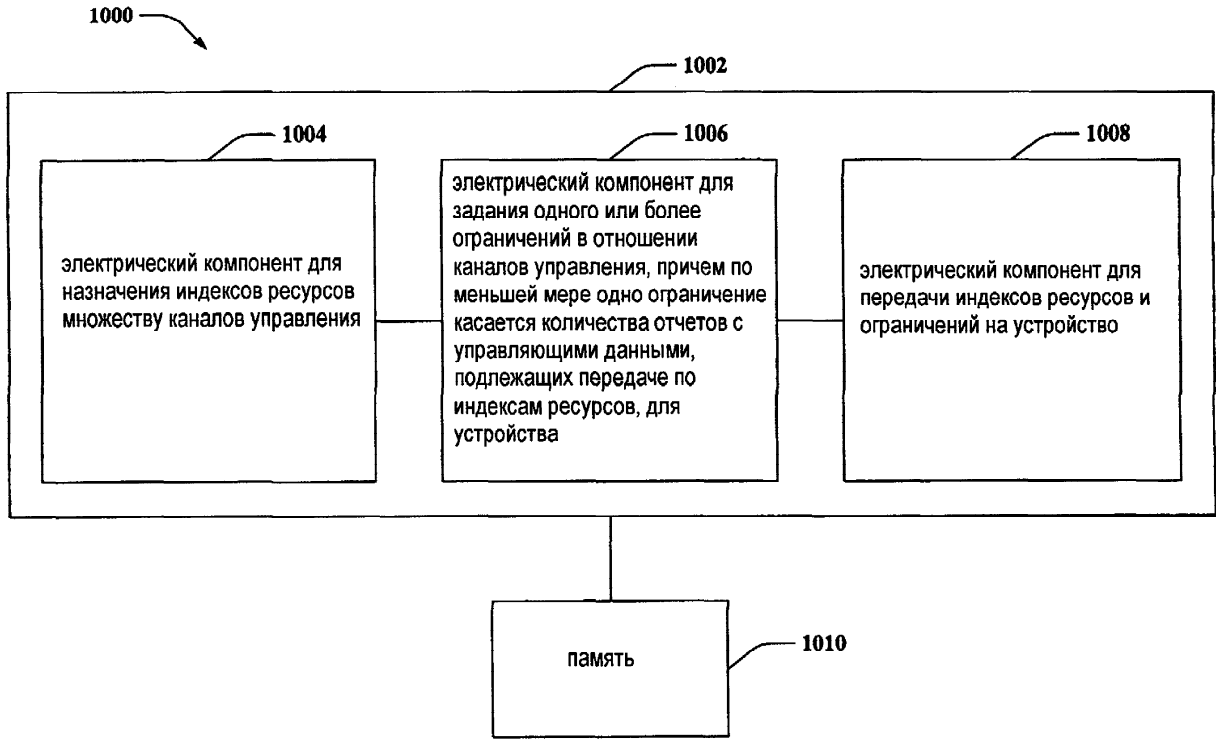 1000
1002
1004
1006
1008
электрический компонент для
назначения индексов ресурсов
множеству каналов управления
электрический компонент для
задания одного или более
ограничений в отношении
каналов управления, причем по
меньшей мере одно ограничение
касается количества отчетов с
управляющими данными,
подлежащих передаче по
индексам ресурсов, для
устройства
электрический компонент для
передачи индексов ресурсов и
ограничений на устройство
память
1010